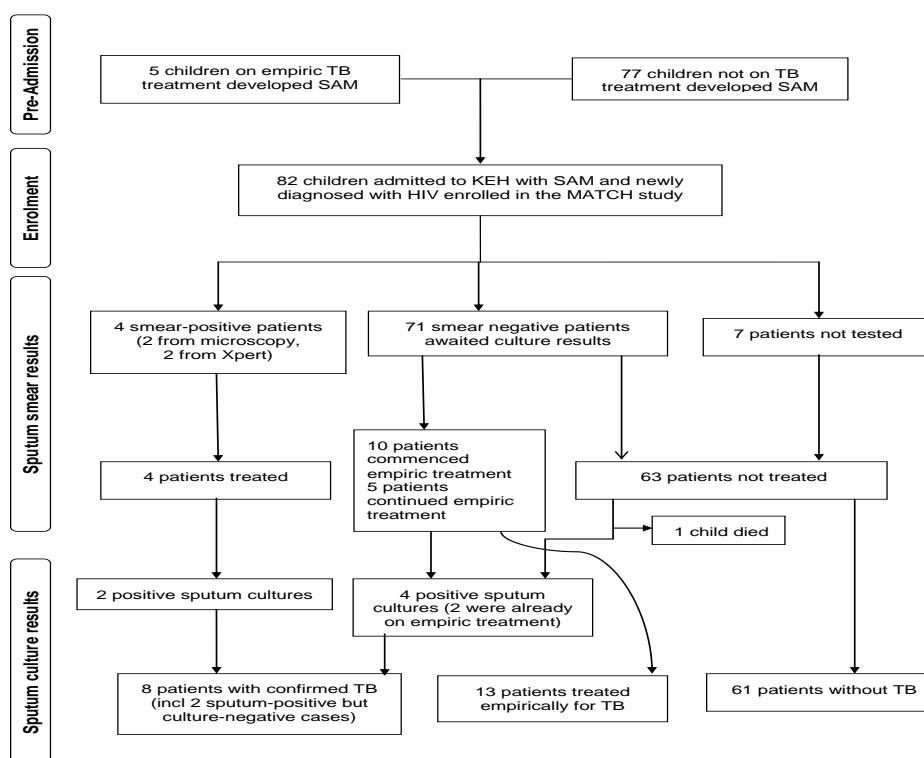 Pre-Admission
5 children on empiric TB
treatment developed SAM
77 children not on TB
treatment developed SAM
Enrolment
82 children admitted to KEH with SAM and newly
diagnosed with HIV enrolled in the MATCH study
Sputum smear results
4 smear-positive patients
(2 from microscopy,
2 from Xpert)
71 smear negative patients
awaited culture results
7 patients not tested
4 patients treated
10 patients
commenced
empiric treatment
5 patients
continued empiric
treatment
63 patients not treated
1 child died
Sputum culture results
2 positive sputum cultures
4 positive sputum
cultures (2 were already
on empiric treatment)
8 patients with confirmed TB
(incl 2 sputum-positive but
culture-negative cases)
13 patients treated
empirically for TB
61 patients without TB